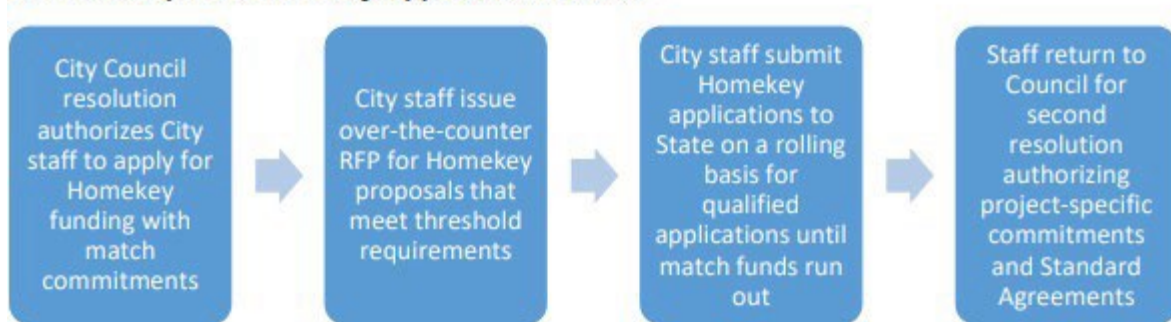 City Council
resolution
authorizes City
staff to apply for
Homekey
funding with
match
commitments
City staff issue
over-the-counter
RFP for Homekey
proposals that
meet threshold
requirements
City staff submit
Homekey
applications to
State on a rolling
basis for
qualified
applications until
match funds run
out
Staff return to
Council for
second
resolution
authorizing
project-specific
commitments
and Standard
Agreements